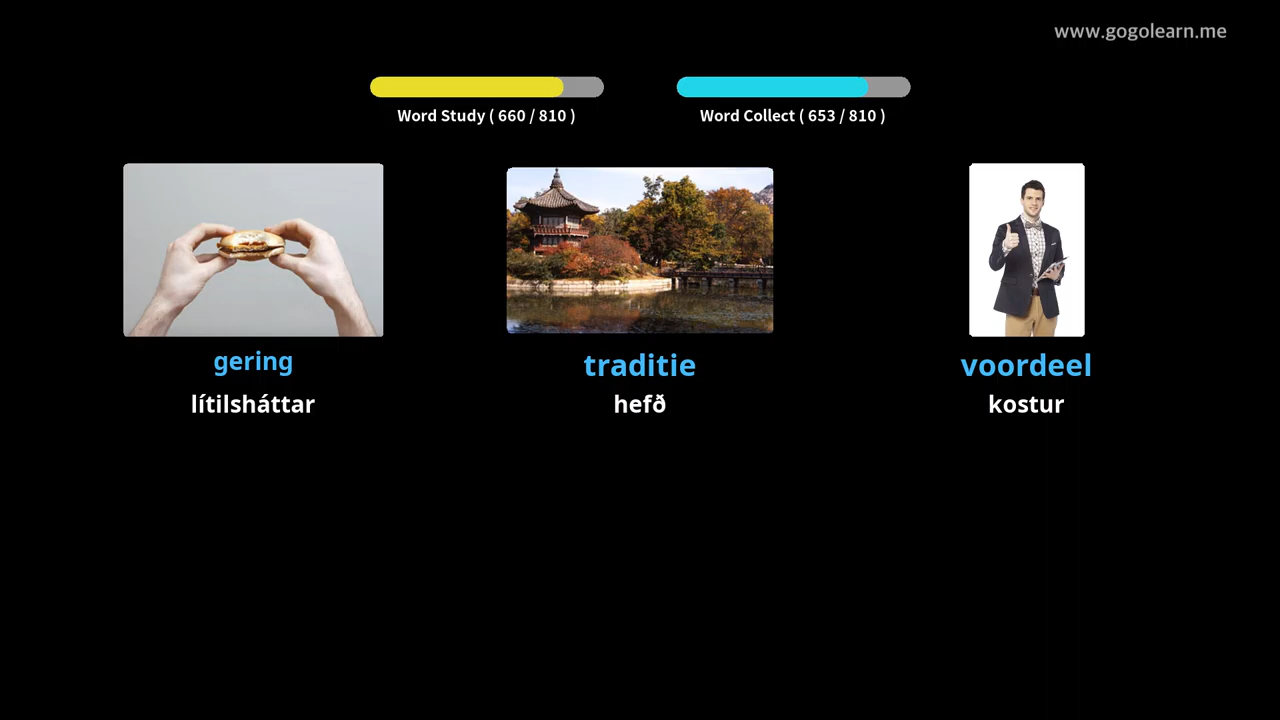 www.gogolearn.me
Word Study ( 660 / 810 )
Word Collect ( 653 / 810 )
gering
lítilsháttar
traditie
hefð
voordeel
kostur